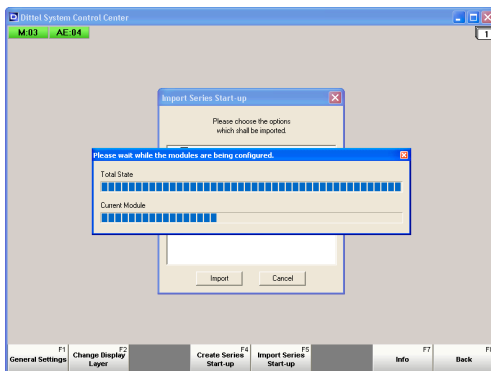 Dittel System Control Center
M:03 AE:04
1
Import Series Start-up
Please choose the options
which shall be imported.
Please wait while the modules are being configured.
Total State
Current Module
Import Cancel
F1 F2 F4 F5 F7
General Settings Change Display Layer Create Series Start-up Import Series Start-up Info Back